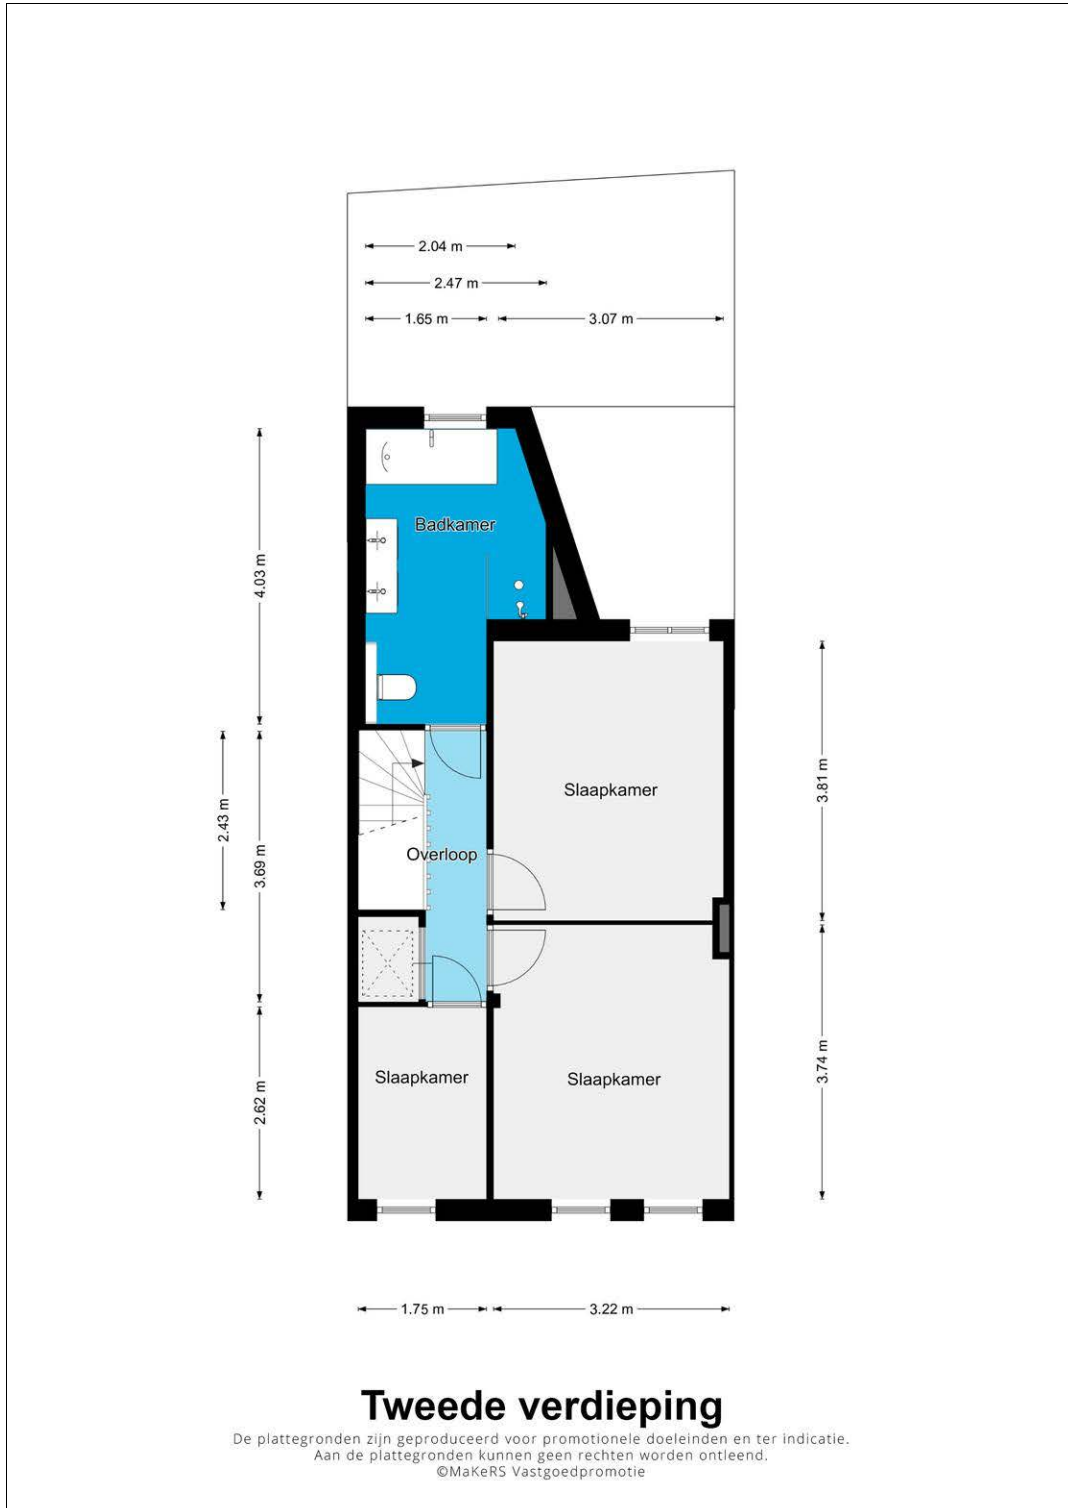 2.04 m
2.47 m
1.65 m
3.07 m
Badkamer
4.03 m
Slaapkamer
3.81 m
2.43 m
3.69 m
Overloop
Slaapkamer
Slaapkamer
2.62 m
3.74 m
1.75 m
3.22 m
Tweede verdieping
De plattegronden zijn geproduceerd voor promotionele doeleinden en ter indicatie.
Aan de plattegronden kunnen geen rechten worden ontleend.
©MaKeRS Vastgoedpromotie